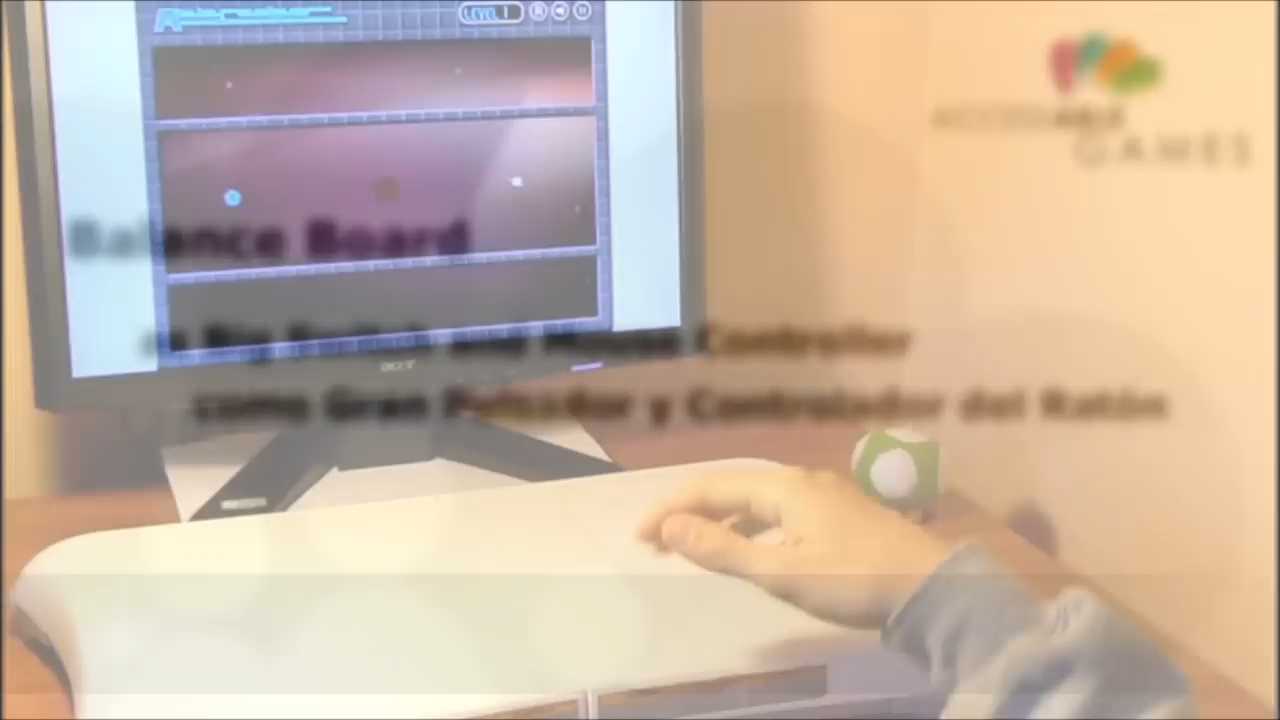 LEVEL 1
GAMES
Balance Board
as Big Switch and Mouse Controller
como Gran Pulsador y Controlador del Ratón
acer